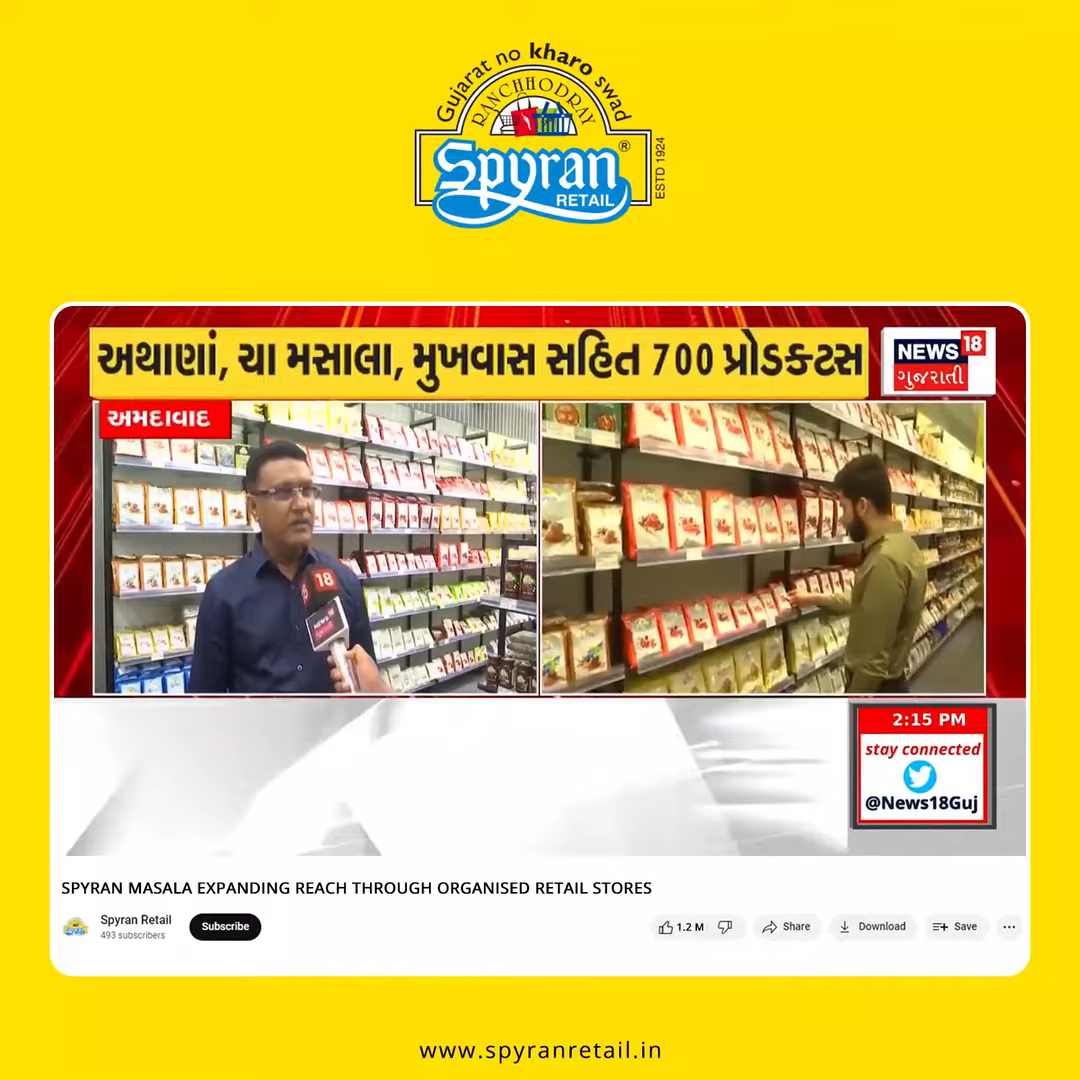 Gujarat no kharo swad
RANCHHODRAY
Spyran®
RETAIL
ESTD 1924
અથાણાં, ચા મસાલા, મુખવાસ સહિત 700 પ્રોડક્ટસ
NEWS 18
ગુજરાતી
અમદાવાદ
18
2:15 PM
stay connected
@News18Guj
SPYRAN MASALA EXPANDING REACH THROUGH ORGANISED RETAIL STORES
Spyran Retail
493 subscribers
Subscribe
1.2 M
Share
Download
Save
www.spyranretail.in